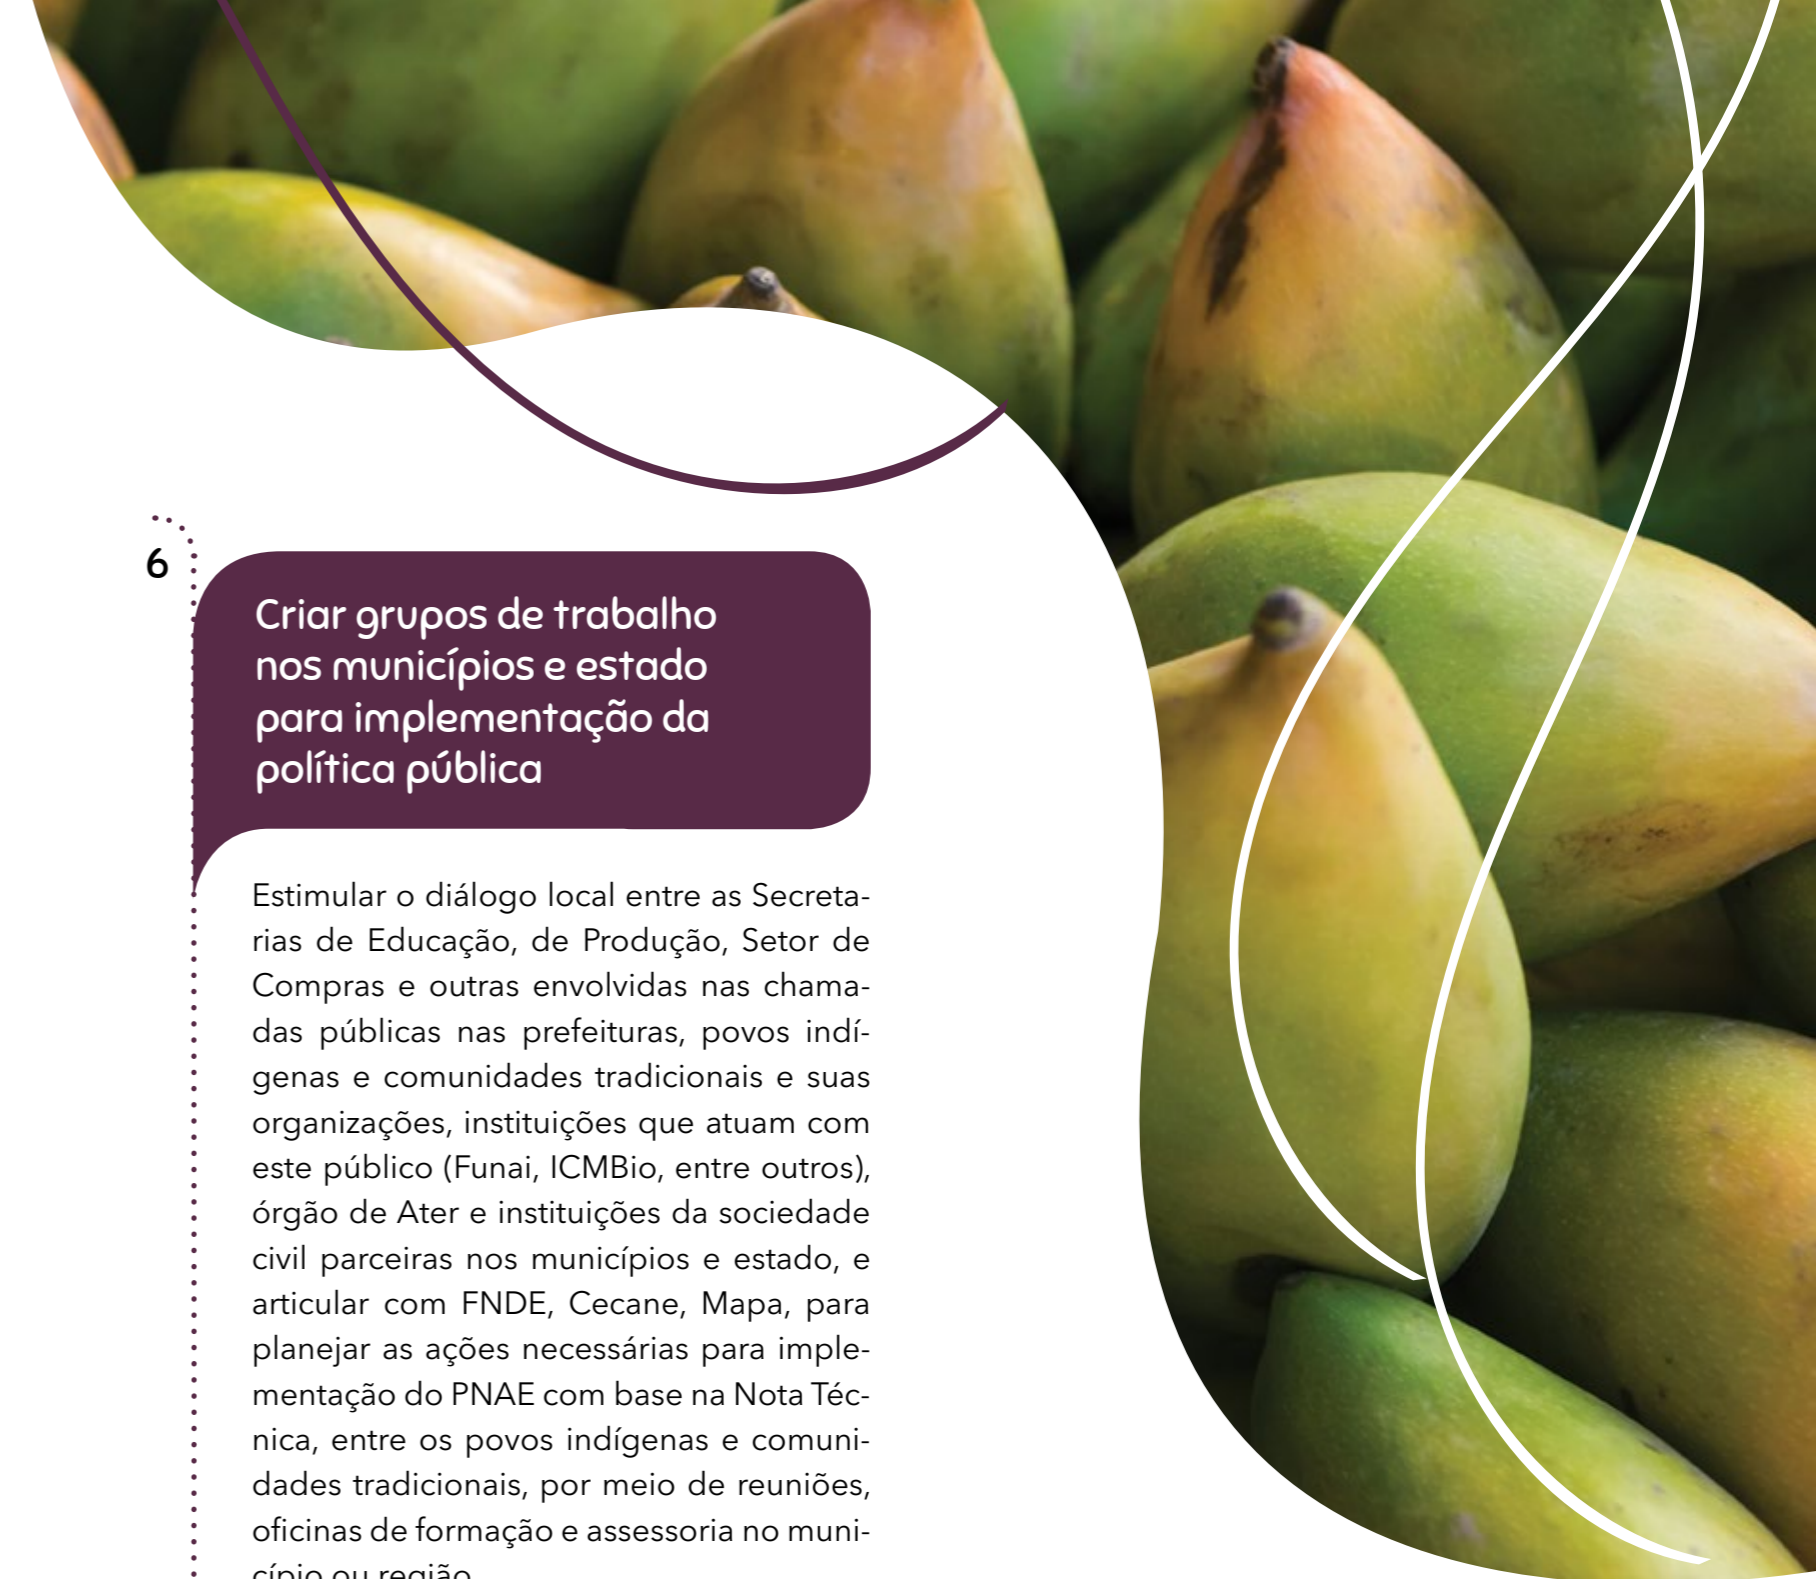 6
Criar grupos de trabalho
nos municípios e estado
para implementação da
política pública
Estimular o diálogo local entre as Secreta-
rias de Educação, de Produção, Setor de
Compras e outras envolvidas nas chama-
das públicas nas prefeituras, povos indí-
genas e comunidades tradicionais e suas
organizações, instituições que atuam com
este público (Funai, ICMBio, entre outros),
órgão de Ater e instituições da sociedade
civil parceiras nos municípios e estado, e
articular com FNDE, Cecane, Mapa, para
planejar as ações necessárias para imple-
mentação do PNAE com base na Nota Téc-
nica, entre os povos indígenas e comuni-
dades tradicionais, por meio de reuniões,
oficinas de formação e assessoria no muni-
cípio ou região